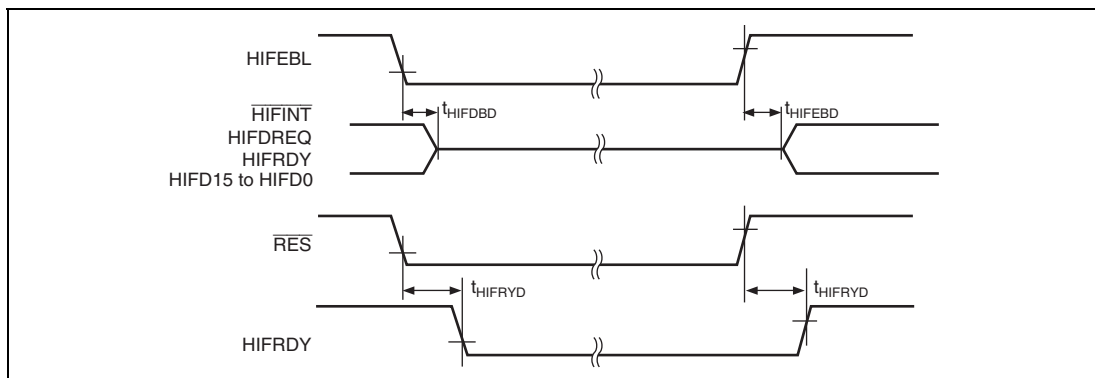 HIFEBL
HIFINT
tHIFDBD
tHIFEBD
HIFDREQ
HIFRDY
HIFD15 to HIFD0
RES
tHIFRYD
tHIFRYD
HIFRDY